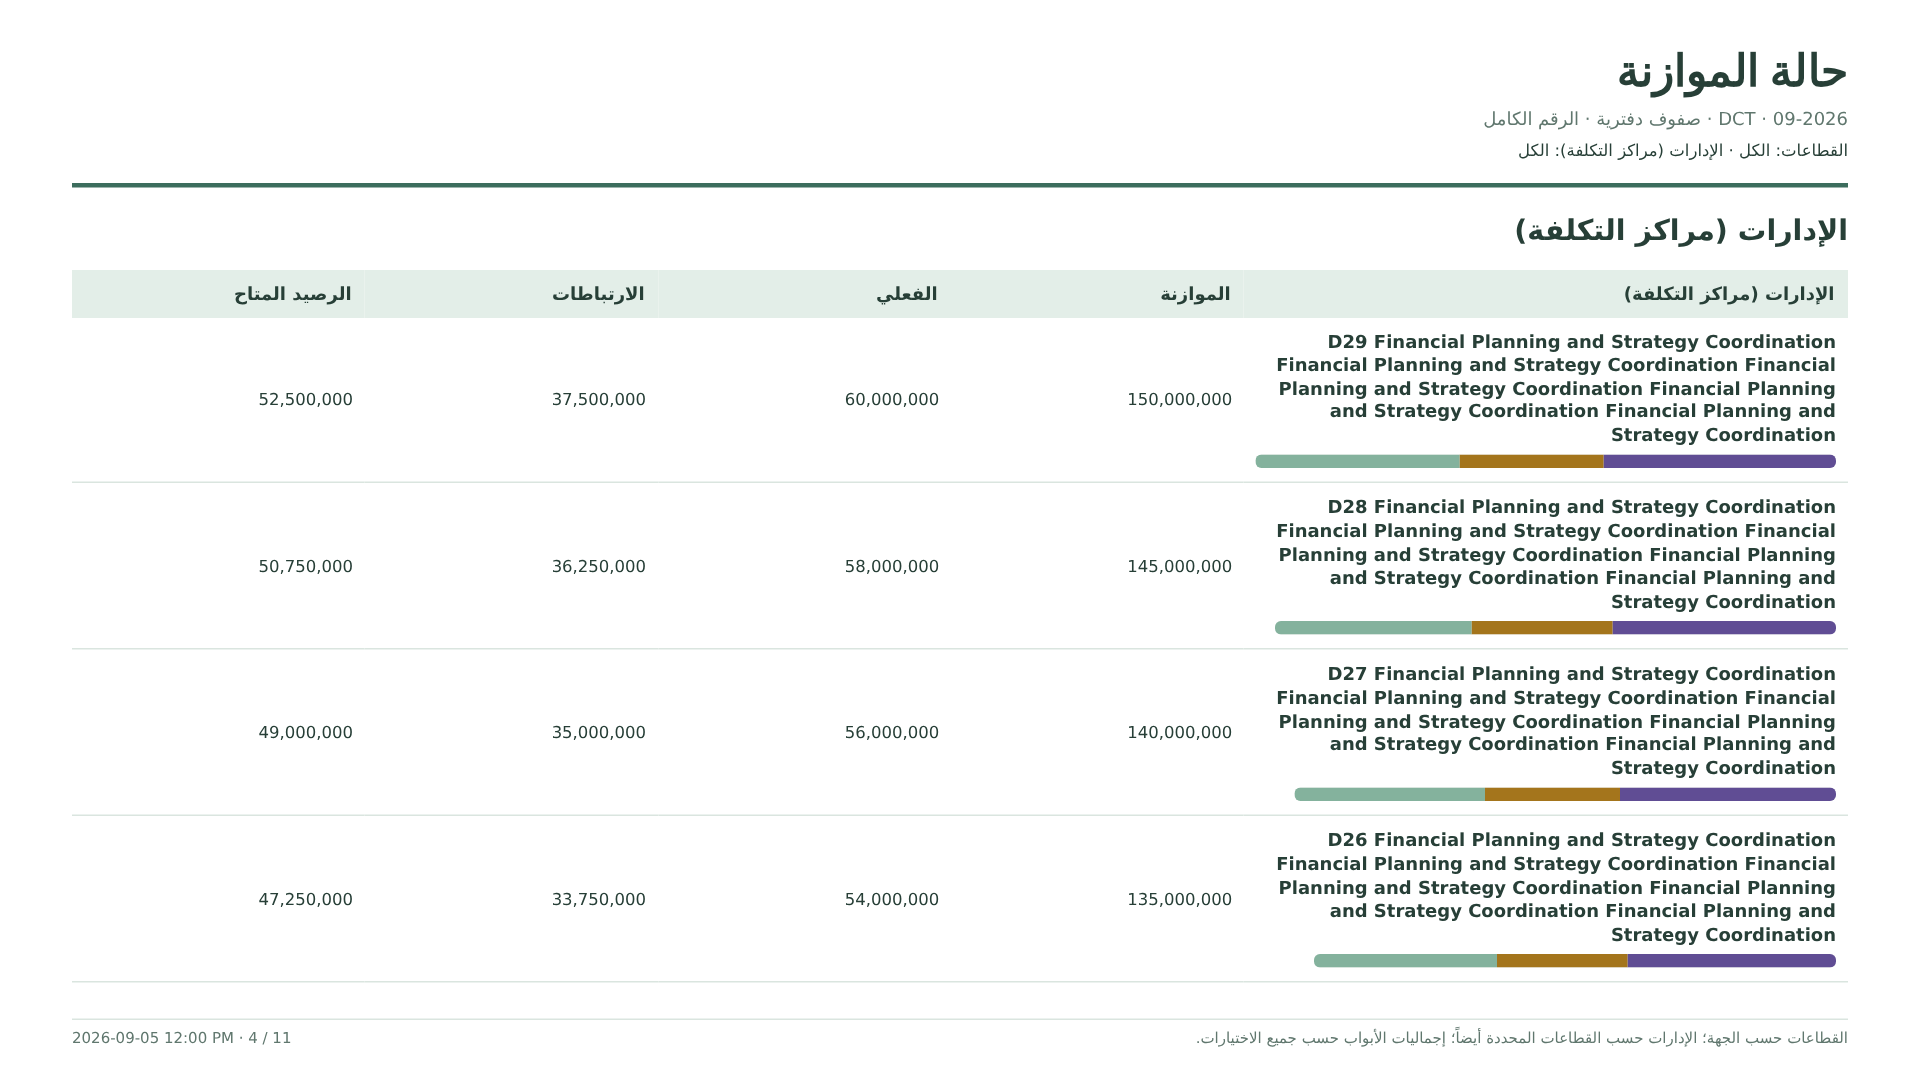 حالة الموازنة
DCT · 09-2026 · صفوف دفترية · الرقم الكامل
القطاعات: الكل · الإدارات (مراكز التكلفة): الكل
الإدارات (مراكز التكلفة)
الإدارات (مراكز التكلفة) الموازنة الفعلي الارتباطات الرصيد المتاح
D29 Financial Planning and Strategy Coordination
Financial Planning and Strategy Coordination Financial
Planning and Strategy Coordination Financial Planning
and Strategy Coordination Financial Planning and
Strategy Coordination
150,000,000 60,000,000 37,500,000 52,500,000
D28 Financial Planning and Strategy Coordination
Financial Planning and Strategy Coordination Financial
Planning and Strategy Coordination Financial Planning
and Strategy Coordination Financial Planning and
Strategy Coordination
145,000,000 58,000,000 36,250,000 50,750,000
D27 Financial Planning and Strategy Coordination
Financial Planning and Strategy Coordination Financial
Planning and Strategy Coordination Financial Planning
and Strategy Coordination Financial Planning and
Strategy Coordination
140,000,000 56,000,000 35,000,000 49,000,000
D26 Financial Planning and Strategy Coordination
Financial Planning and Strategy Coordination Financial
Planning and Strategy Coordination Financial Planning
and Strategy Coordination Financial Planning and
Strategy Coordination
135,000,000 54,000,000 33,750,000 47,250,000
القطاعات حسب الجهة؛ الإدارات حسب القطاعات المحددة أيضاً؛ إجماليات الأبواب حسب جميع الاختيارات.
2026-09-05 12:00 PM · 4 / 11